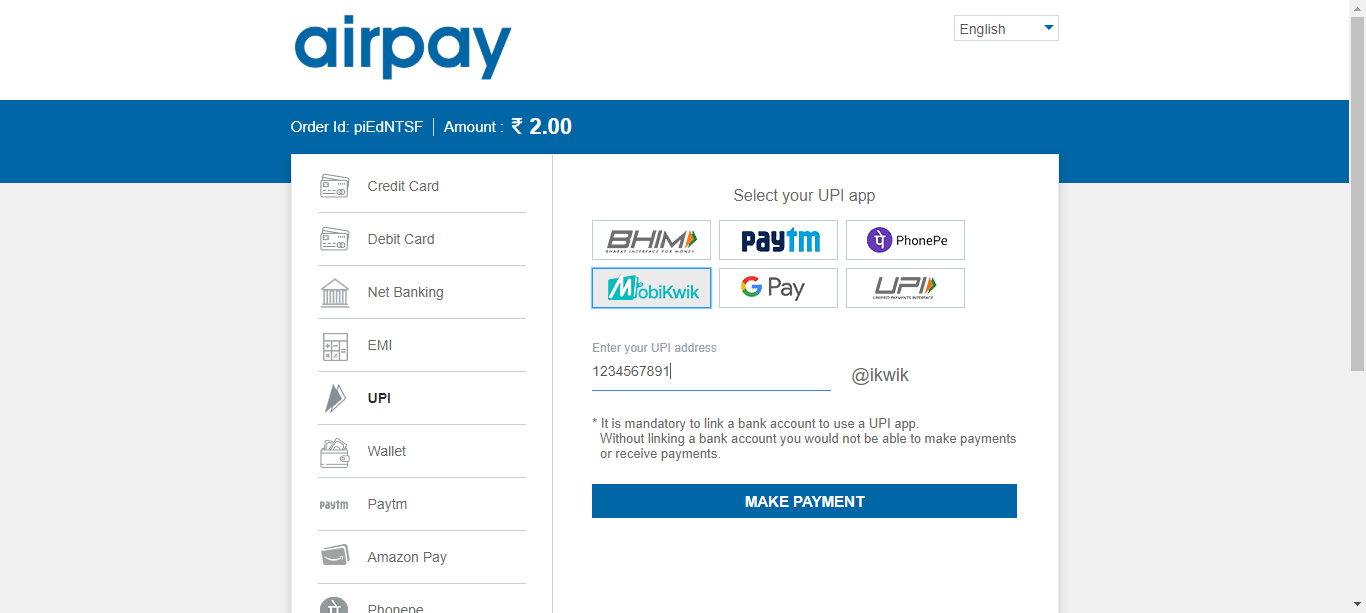 airpay
English
Order Id: piEdNTSF Amount : ₹ 2.00
Credit Card
Debit Card
Net Banking
EMI
UPI
Wallet
Paytm
Paytm
Amazon Pay
Phonepe
Select your UPI app
BHIM
BHARAT INTERFACE FOR MONEY
Paytm
PhonePe
MobiKwik
G Pay
UPI
UNIFIED PAYMENTS INTERFACE
Enter your UPI address
1234567891
@ikwik
* It is mandatory to link a bank account to use a UPI app.
Without linking a bank account you would not be able to make payments
or receive payments.
MAKE PAYMENT